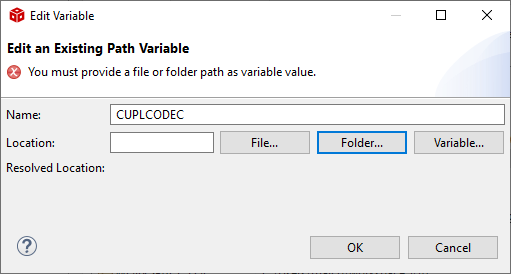 Edit Variable
Edit an Existing Path Variable
You must provide a file or folder path as variable value.
Name: CUPLCODEC
Location: File... Folder... Variable...
Resolved Location:
OK Cancel